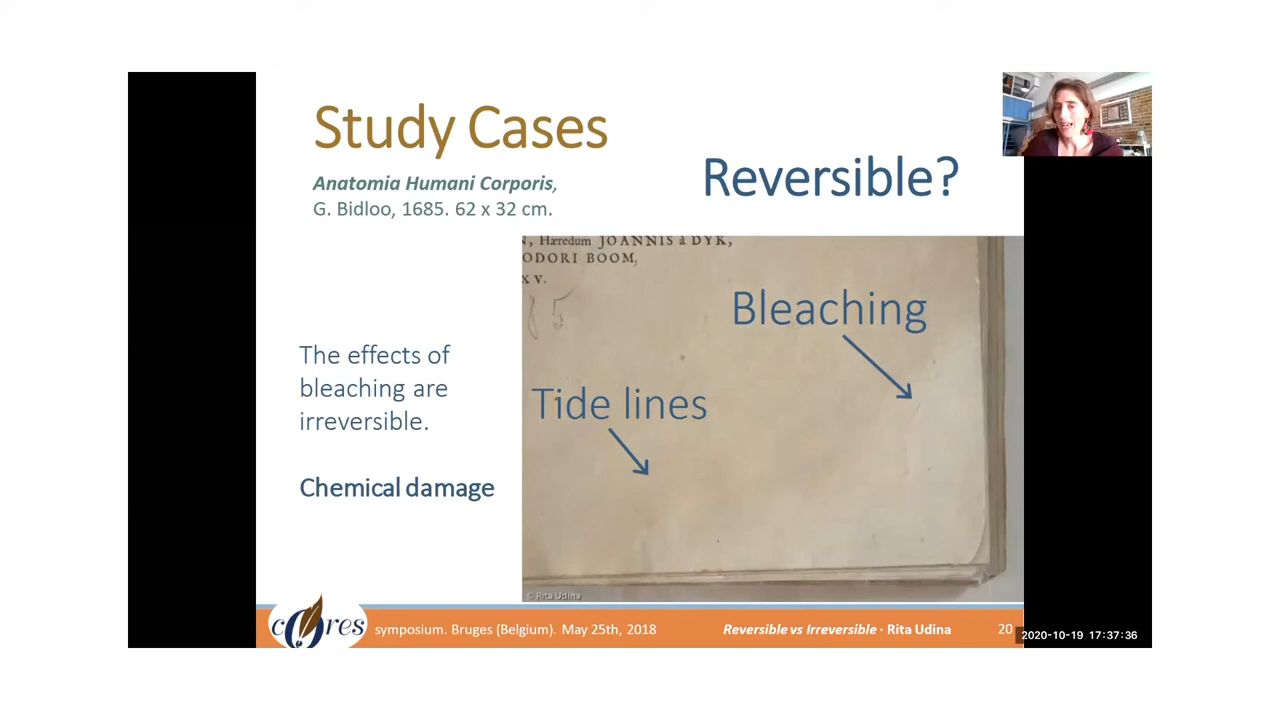 Study Cases
Anatomia Humani Corporis,
G. Bidloo, 1685. 62 x 32 cm.
Reversible?
N, Hæredum JOANNIS à DYK,
ODORI BOOM,
XV.
85
Bleaching
Tide lines
The effects of
bleaching are
irreversible.
Chemical damage
© Rita Udina
cores
symposium. Bruges (Belgium). May 25th, 2018
Reversible vs Irreversible · Rita Udina
20
2020-10-19 17:37:36